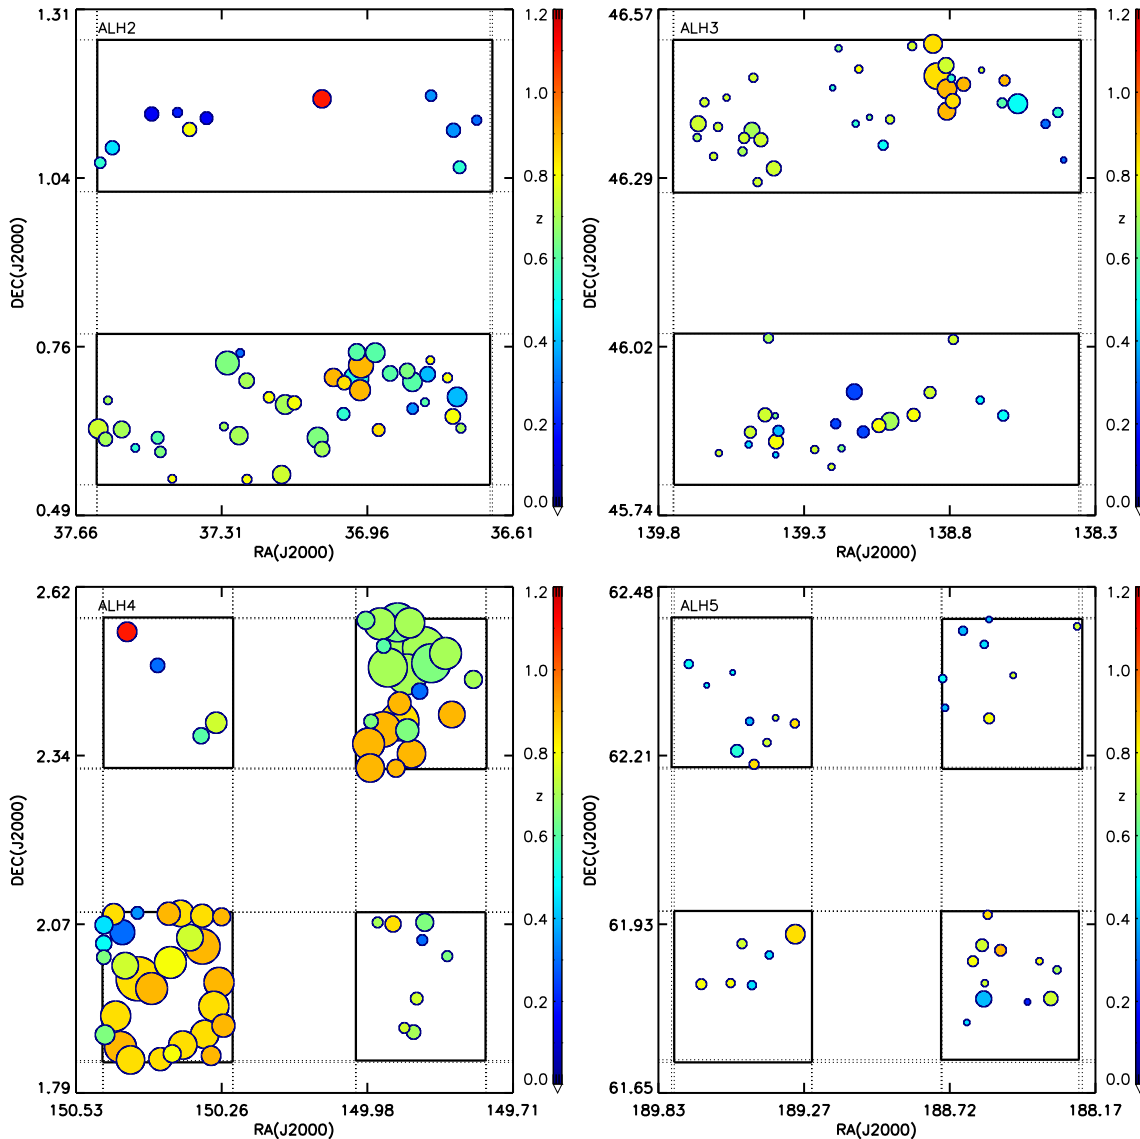 ALH2
1.31
1.04
0.76
0.49
DEC(J2000)
37.66 37.31 36.96 36.61
RA(J2000)
1.2
1.0
0.8
z
0.6
0.4
0.2
0.0
ALH3
46.57
46.29
46.02
45.74
DEC(J2000)
139.8 139.3 138.8 138.3
RA(J2000)
1.2
1.0
0.8
z
0.6
0.4
0.2
0.0
ALH4
2.62
2.34
2.07
1.79
DEC(J2000)
150.53 150.26 149.98 149.71
RA(J2000)
1.2
1.0
0.8
z
0.6
0.4
0.2
0.0
ALH5
62.48
62.21
61.93
61.65
DEC(J2000)
189.83 189.27 188.72 188.17
RA(J2000)
1.2
1.0
0.8
z
0.6
0.4
0.2
0.0